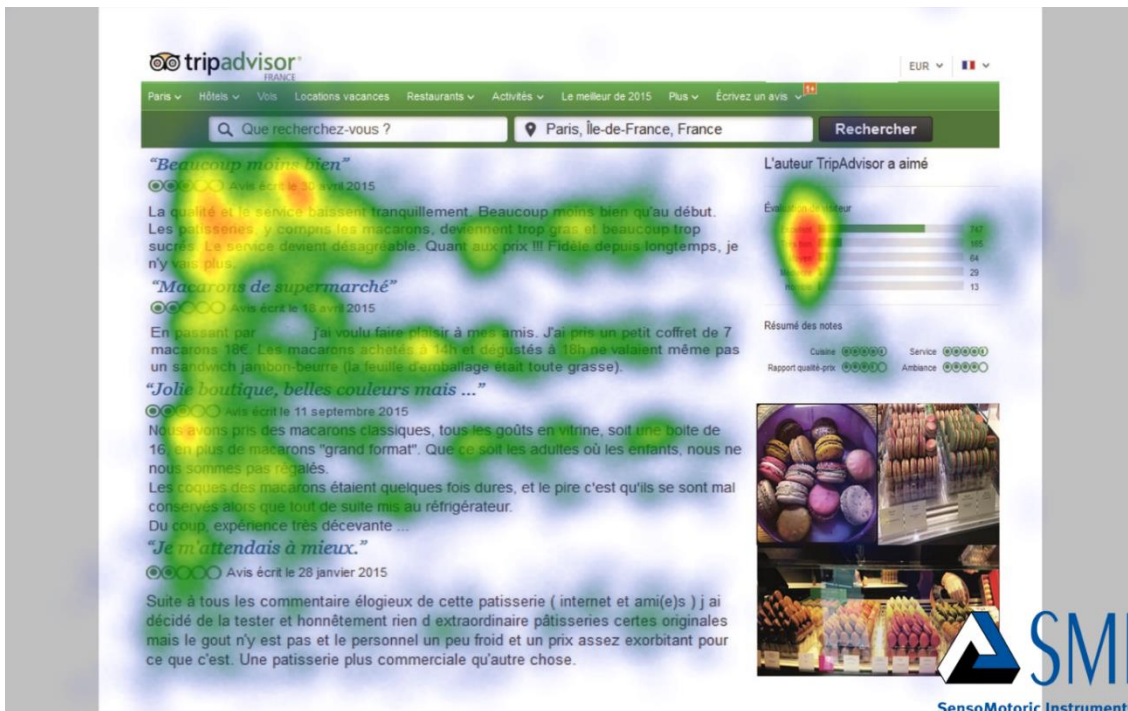 tripadvisor®
FRANCE
EUR
Paris Hôtels Vols Locations vacances Restaurants Activités Le meilleur de 2015 Plus Écrivez un avis 1+
Que recherchez-vous ?
Paris, Île-de-France, France
Rechercher
“Beaucoup moins bien”
Avis écrit le 30 avril 2015
La qualité et le service baissent tranquillement. Beaucoup moins bien qu'au début.
Les patisseries, y compris les macarons, deviennent trop gras et beaucoup trop
sucrés. Le service devient désagréable. Quant aux prix !!! Fidèle depuis longtemps, je
n'y vais plus.
“Macarons de supermarché”
Avis écrit le 18 avril 2015
En passant par j'ai voulu faire plaisir à mes amis. J'ai pris un petit coffret de 7
macarons 18€. Les macarons achetés à 14h et dégustés à 18h ne valaient même pas
un sandwich jambon-beurre (la feuille d'emballage était toute grasse).
“Jolie boutique, belles couleurs mais ...”
Avis écrit le 11 septembre 2015
Nous avons pris des macarons classiques, tous les goûts en vitrine, soit une boite de
16, en plus de macarons "grand format". Que ce soit les adultes où les enfants, nous ne
nous sommes pas régalés.
Les coques des macarons étaient quelques fois dures, et le pire c'est qu'ils se sont mal
conservés alors que tout de suite mis au réfrigérateur.
Du coup, expérience très décevante ...
“Je m'attendais à mieux.”
Avis écrit le 28 janvier 2015
Suite à tous les commentaire élogieux de cette patisserie ( internet et ami(e)s ) j ai
décidé de la tester et honnêtement rien d extraordinaire pâtisseries certes originales
mais le gout n'y est pas et le personnel un peu froid et un prix assez exorbitant pour
ce que c'est. Une patisserie plus commerciale qu'autre chose.
L'auteur TripAdvisor a aimé
Évaluation de visiteur
747
165
64
29
13
Résumé des notes
Cuisine Service
Rapport qualité-prix Ambiance
SMI
SensoMotoric Instrument